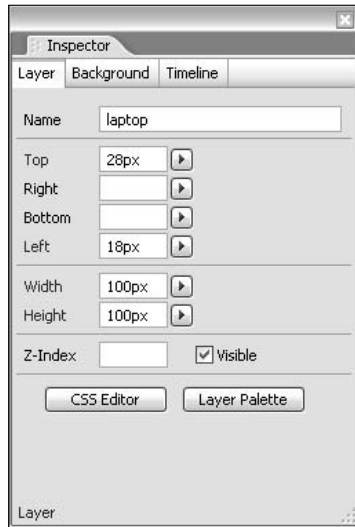 Inspector
Layer Background Timeline
Name laptop
Top 28px
Right
Bottom
Left 18px
Width 100px
Height 100px
Z-Index Visible
CSS Editor Layer Palette
Layer